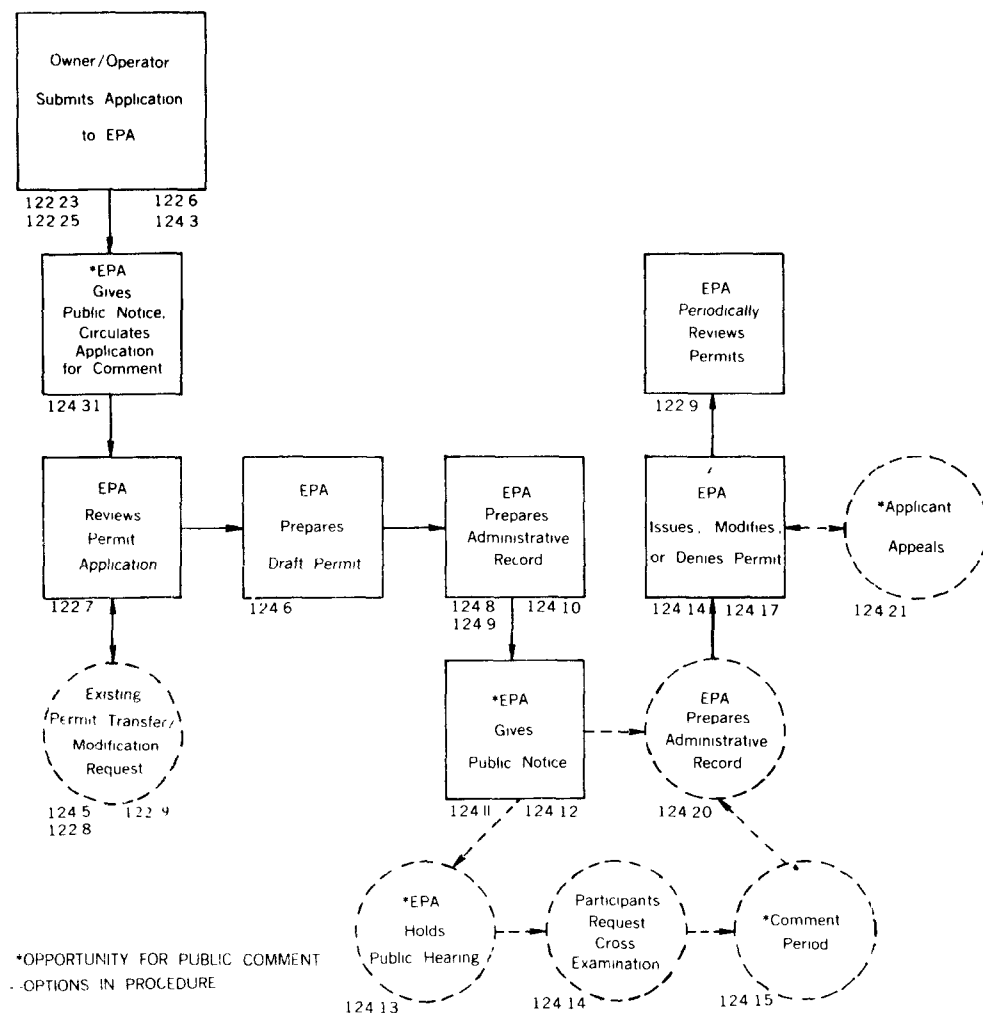 Owner/Operator
Submits Application
to EPA
122 23 122 6
122 25 124 3
*EPA
Gives
Public Notice,
Circulates
Application
for Comment
124 31
EPA
Reviews
Permit
Application
122 7
Existing
Permit Transfer/
Modification
Request
124 5 122 9
122 8
EPA
Prepares
Draft Permit
124 6
EPA
Prepares
Administrative
Record
124 8 124 10
124 9
*EPA
Gives
Public Notice
124 11 124 12
*EPA
Holds
Public Hearing
124 13
Participants
Request
Cross
Examination
124 14
*Comment
Period
124 15
EPA
Prepares
Administrative
Record
124 20
EPA
Issues, Modifies,
or Denies Permit
124 14 124 17
*Applicant
Appeals
124 21
EPA
Periodically
Reviews
Permits
122 9
*OPPORTUNITY FOR PUBLIC COMMENT
--OPTIONS IN PROCEDURE